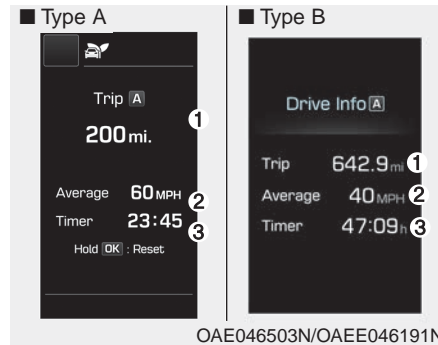 ■ Type A
Trip A
1
200 mi.
Average 60 MPH
2
Timer 23:45
3
Hold OK : Reset
■ Type B
Drive Info A
Trip 642.9 mi 1
Average 40 MPH 2
Timer 47:09 h 3
OAE046503N/OAEE046191N